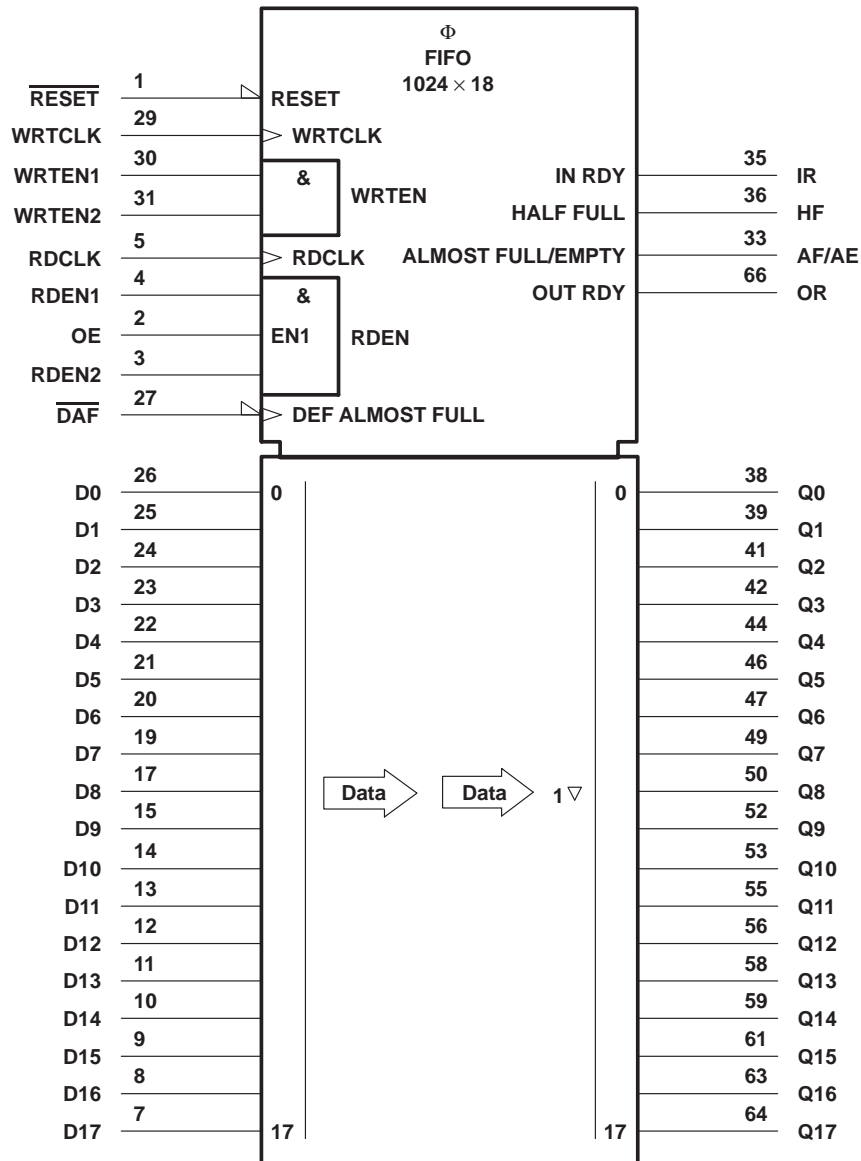 Φ
FIFO
1024 × 18
RESET 1 RESET
WRTCLK 29 WRTCLK
WRTEN1 30 & IN RDY 35 IR
WRTEN
WRTEN2 31 HALF FULL 36 HF
RDCLK 5 RDCLK ALMOST FULL/EMPTY 33 AF/AE
RDEN1 4 & OUT RDY 66 OR
OE 2 EN1 RDEN
RDEN2 3
DAF 27 DEF ALMOST FULL
D0 26 0 0 38 Q0
D1 25 39 Q1
D2 24 41 Q2
D3 23 42 Q3
D4 22 44 Q4
D5 21 46 Q5
D6 20 47 Q6
D7 19 49 Q7
D8 17 Data Data 1 ▽ 50 Q8
D9 15 52 Q9
D10 14 53 Q10
D11 13 55 Q11
D12 12 56 Q12
D13 11 58 Q13
D14 10 59 Q14
D15 9 61 Q15
D16 8 63 Q16
D17 7 17 17 64 Q17